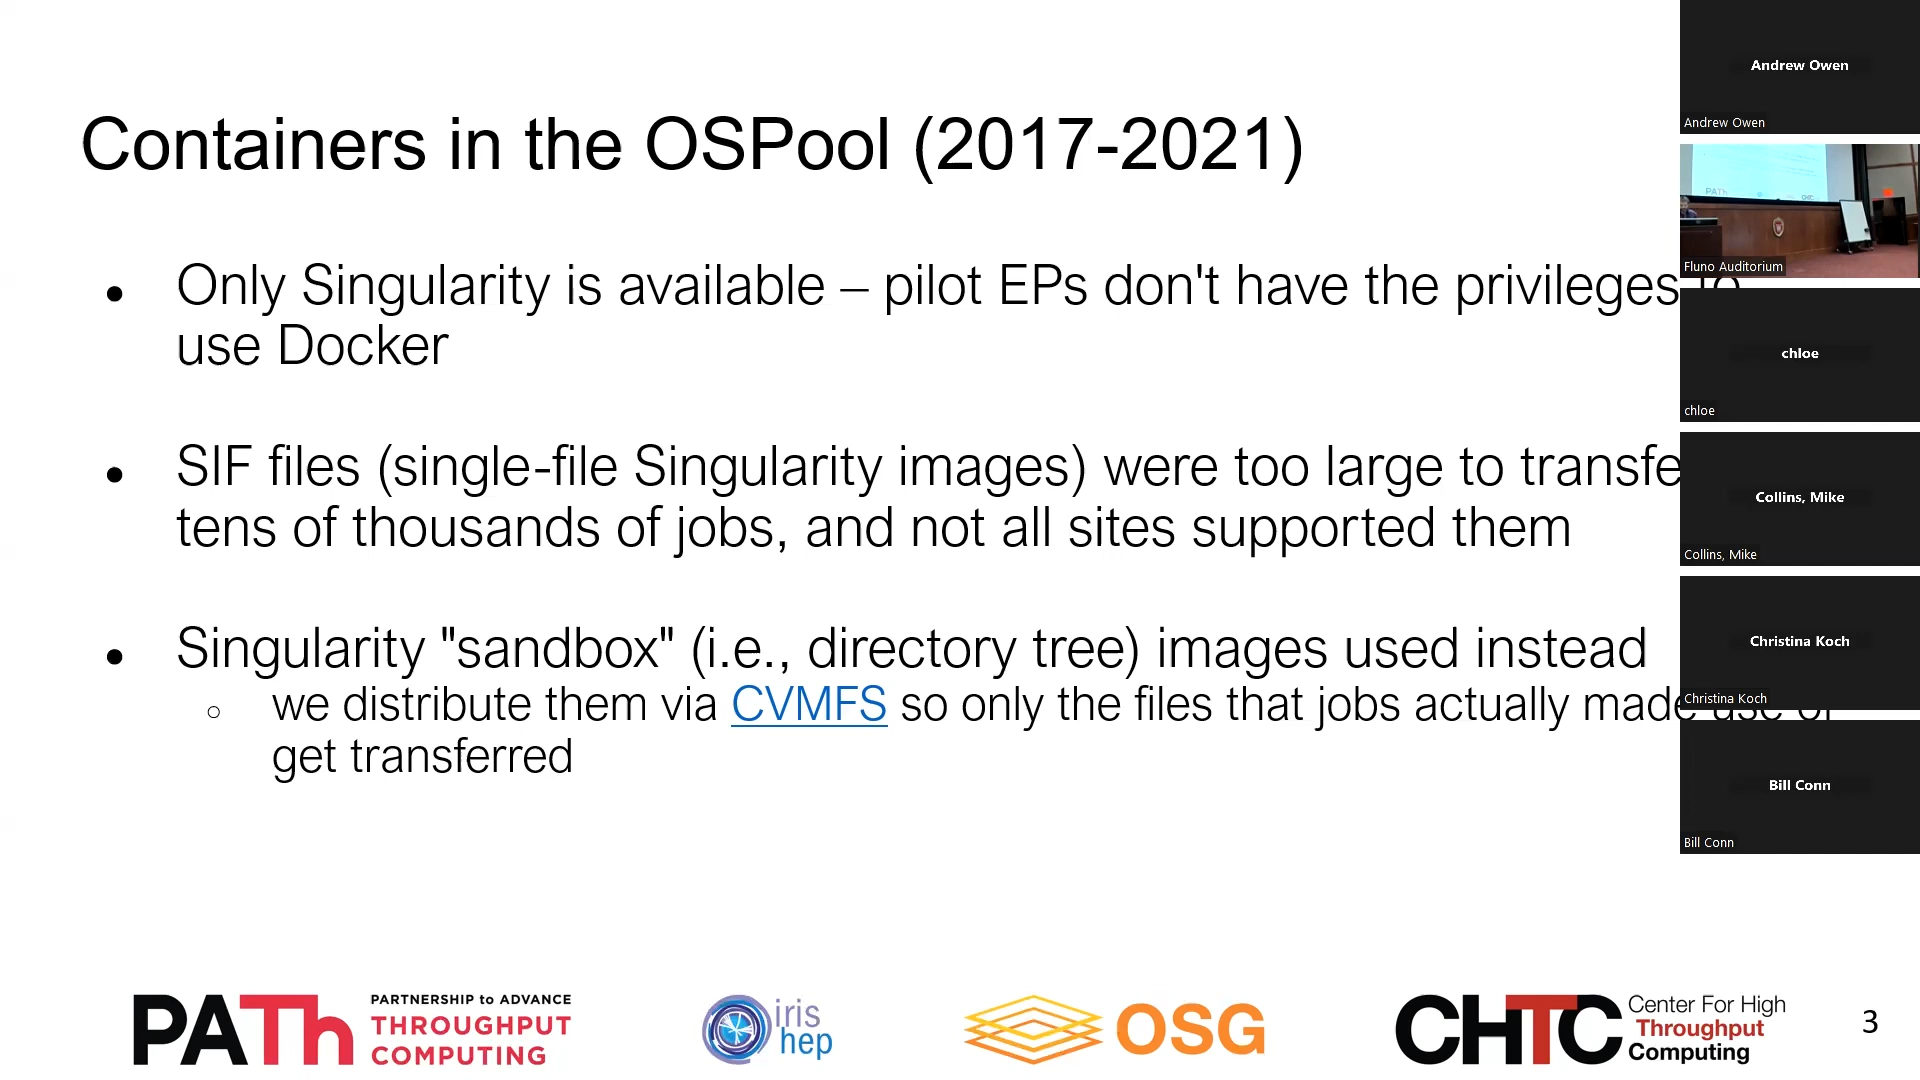 Containers in the OSPool (2017-2021)
Only Singularity is available – pilot EPs don't have the privileges to
use Docker
SIF files (single-file Singularity images) were too large to
tens of thousands of jobs, and not all sites supported them
Singularity "sandbox" (i.e., directory tree) images used instead
we distribute them via CVMFS so only the files that jobs actually made use of
get transferred
PATh
PARTNERSHIP to ADVANCE
THROUGHPUT
COMPUTING
iris
hep
OSG
CHTC
Center For High
Throughput
Computing
3
Andrew Owen
Andrew Owen
Fluno Auditorium
chloe
chloe
Collins, Mike
Collins, Mike
Christina Koch
Christina Koch
Bill Conn
Bill Conn